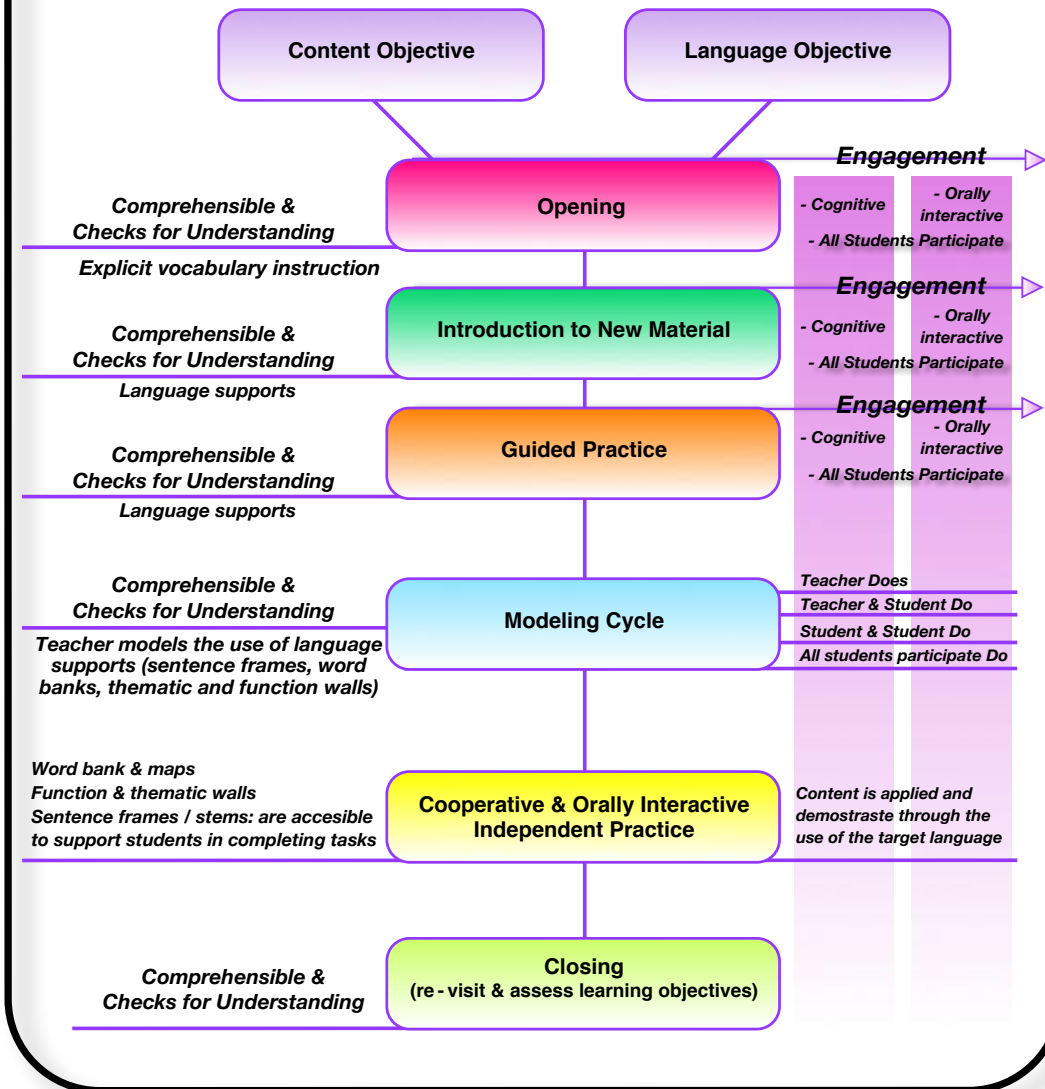 Content Objective
Language Objective
Engagement
Comprehensible &
Checks for Understanding
Explicit vocabulary instruction
Opening
- Cognitive
- Orally
interactive
- All Students Participate
Engagement
Comprehensible &
Checks for Understanding
Language supports
Introduction to New Material
- Cognitive
- Orally
interactive
- All Students Participate
Engagement
Comprehensible &
Checks for Understanding
Language supports
Guided Practice
- Cognitive
- Orally
interactive
- All Students Participate
Comprehensible &
Checks for Understanding
Teacher models the use of language
supports (sentence frames, word
banks, thematic and function walls)
Modeling Cycle
Teacher Does
Teacher & Student Do
Student & Student Do
All students participate Do
Word bank & maps
Function & thematic walls
Sentence frames / stems: are accesible
to support students in completing tasks
Cooperative & Orally Interactive
Independent Practice
Content is applied and
demostraste through the
use of the target language
Comprehensible &
Checks for Understanding
Closing
(re - visit & assess learning objectives)